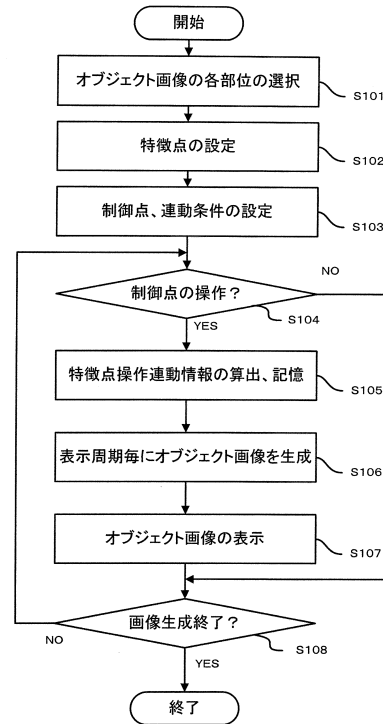 開始
オブジェクト画像の各部位の選択
S101
特徴点の設定
S102
制御点、連動条件の設定
S103
NO
制御点の操作?
S104
YES
特徴点操作連動情報の算出、記憶
S105
表示周期毎にオブジェクト画像を生成
S106
オブジェクト画像の表示
S107
画像生成終了?
NO
S108
YES
終了